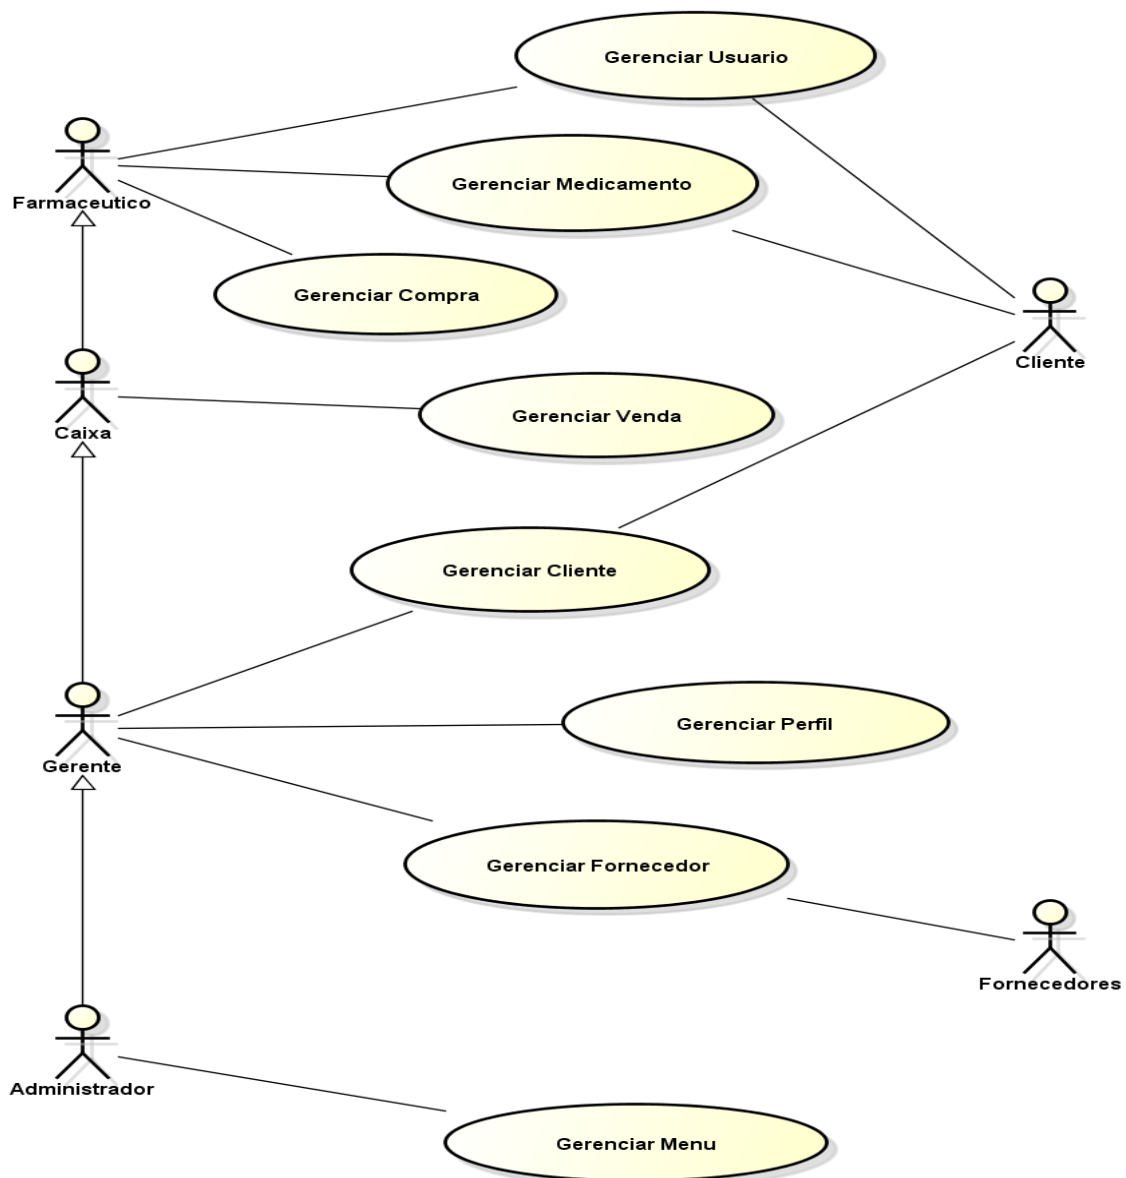 Gerenciar Usuario
Gerenciar Medicamento
Farmaceutico
Gerenciar Compra
Cliente
Gerenciar Venda
Caixa
Gerenciar Cliente
Gerenciar Perfil
Gerente
Gerenciar Fornecedor
Fornecedores
Administrador
Gerenciar Menu